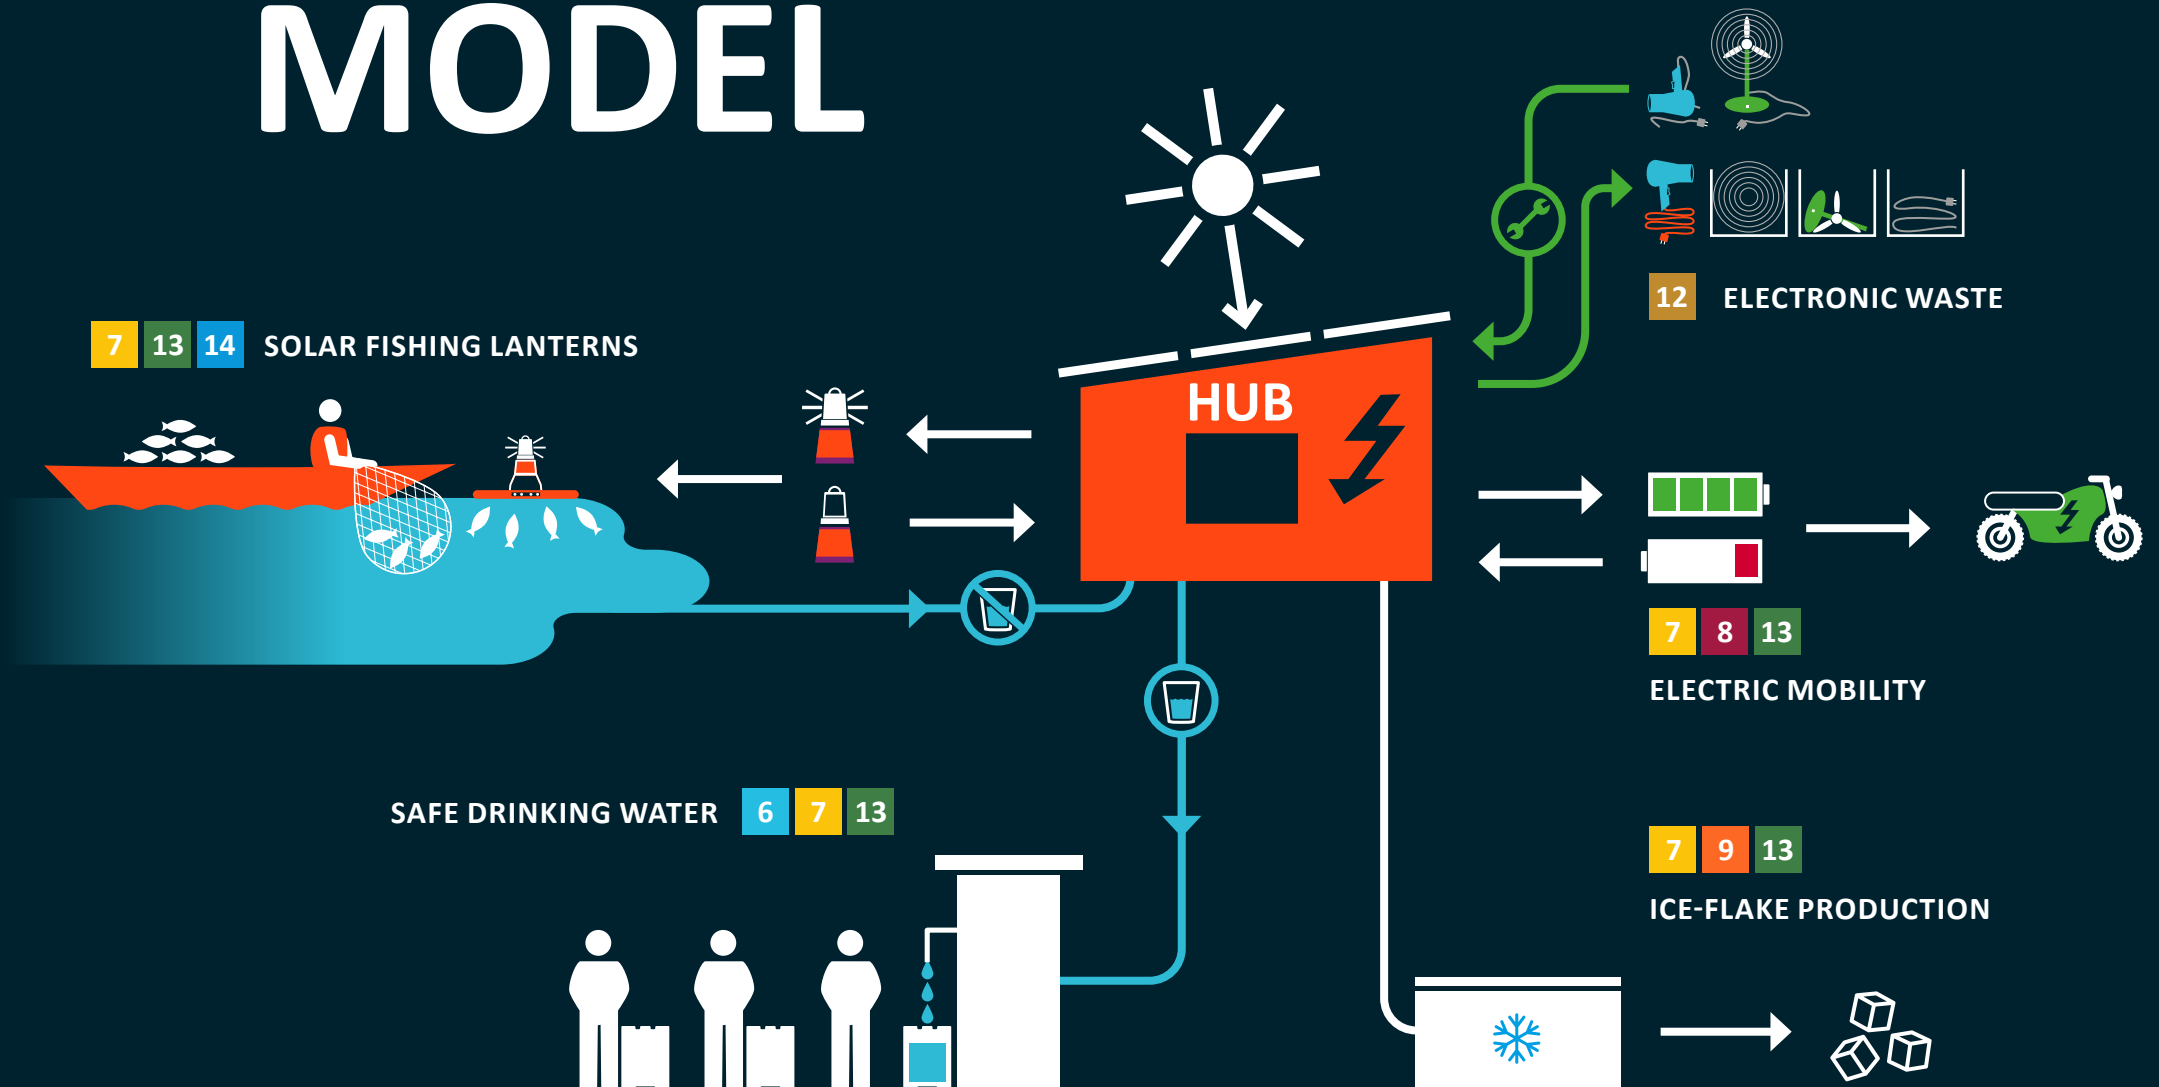 MODEL
12 ELECTRONIC WASTE
7 13 14 SOLAR FISHING LANTERNS
HUB
7 8 13
ELECTRIC MOBILITY
SAFE DRINKING WATER 6 7 13
7 9 13
ICE-FLAKE PRODUCTION